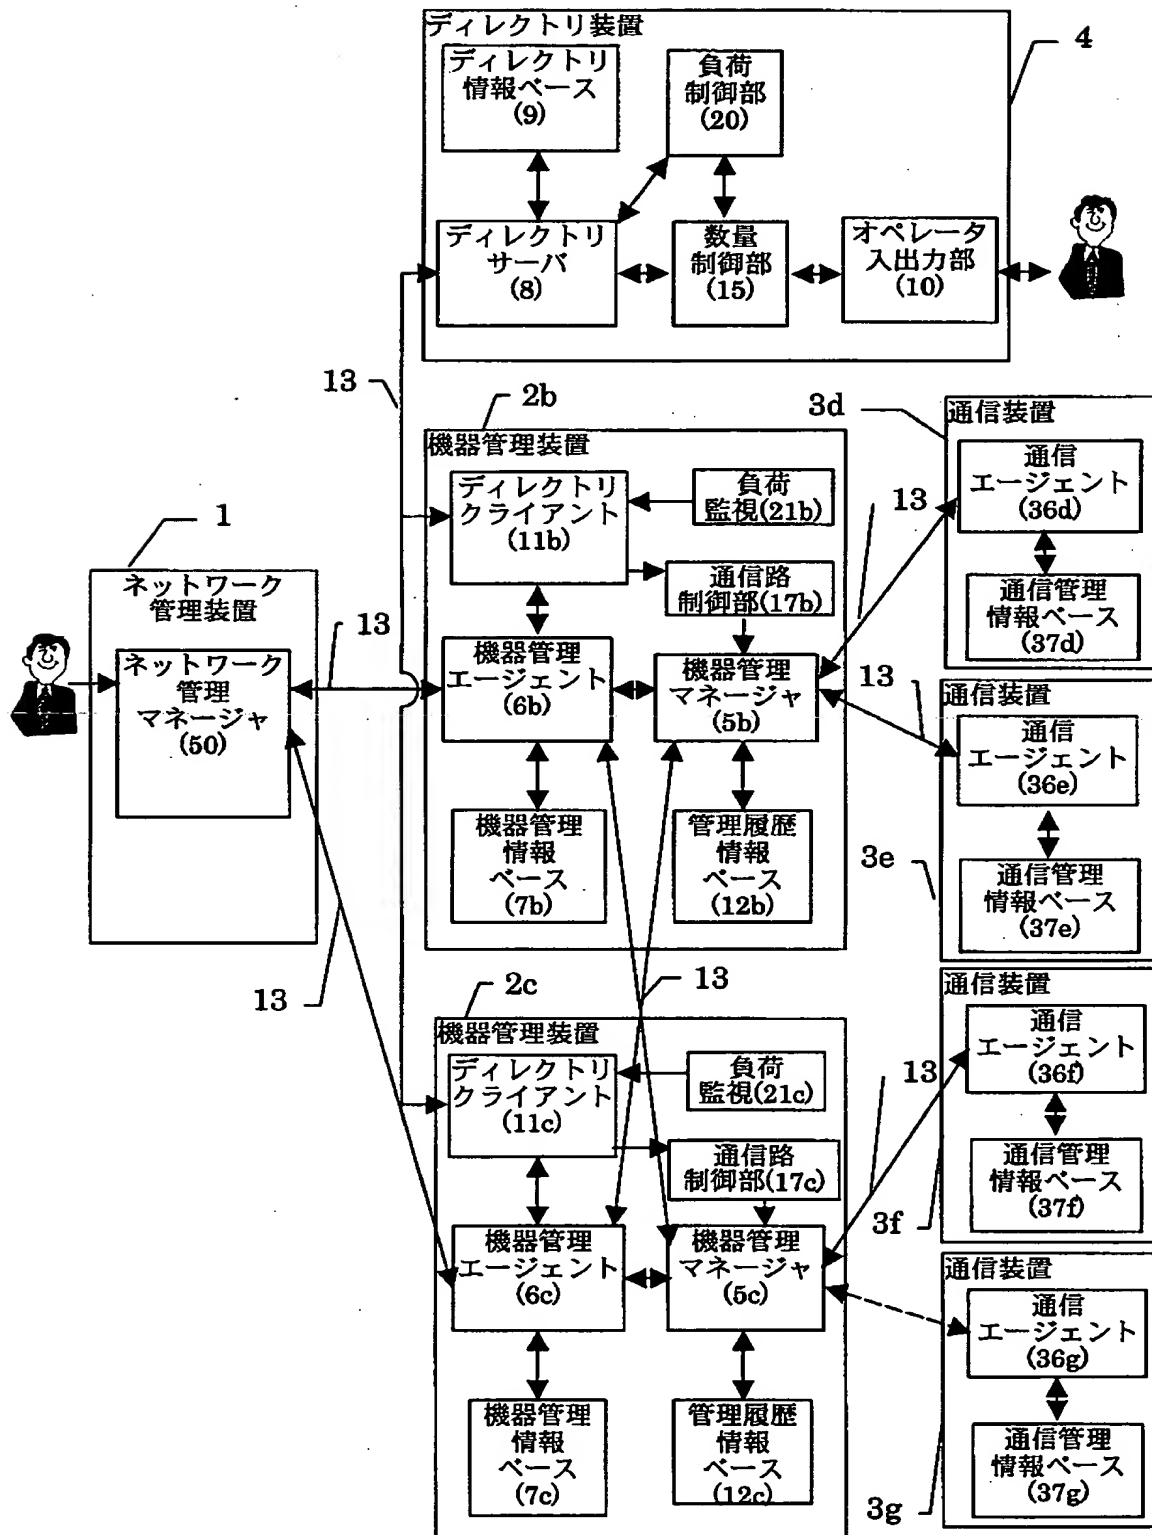 ディレクトリ装置
4
ディレクトリ
情報ベース
(9)
負荷
制御部
(20)
ディレクトリ
サーバ
(8)
数量
制御部
(15)
オペレータ
入出力部
(10)
13
2b
機器管理装置
ディレクトリ
クライアント
(11b)
負荷
監視(21b)
通信路
制御部(17b)
機器管理
エージェント
(6b)
機器管理
マネージャ
(5b)
機器管理
情報
ベース
(7b)
管理履歴
情報
ベース
(12b)
1
ネットワーク
管理装置
ネットワーク
管理
マネージャ
(50)
13
13
13
2c
機器管理装置
ディレクトリ
クライアント
(11c)
負荷
監視(21c)
通信路
制御部(17c)
機器管理
エージェント
(6c)
機器管理
マネージャ
(5c)
機器管理
情報
ベース
(7c)
管理履歴
情報
ベース
(12c)
3d
通信装置
通信
エージェント
(36d)
通信管理
情報ベース
(37d)
13
13
通信装置
通信
エージェント
(36e)
通信管理
情報ベース
(37e)
3e
通信装置
通信
エージェント
(36f)
通信管理
情報ベース
(37f)
13
3f
通信装置
通信
エージェント
(36g)
通信管理
情報ベース
(37g)
3g